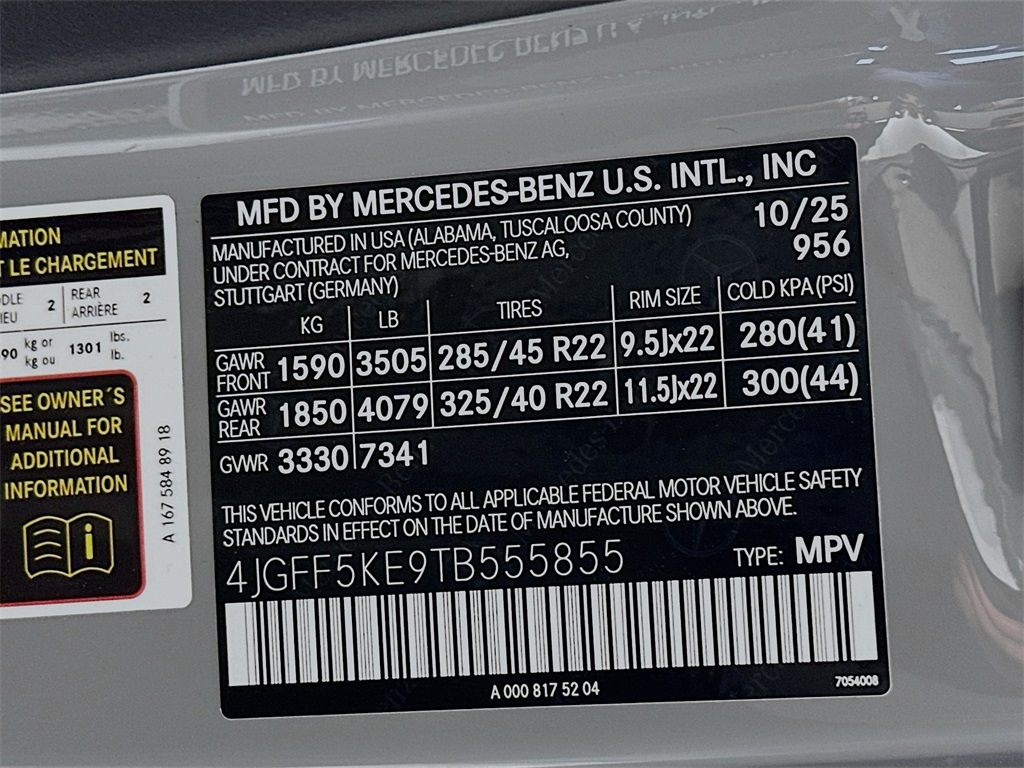 MFD BY MERCEDES-BENZ U.S. INTL., INC
MANUFACTURED IN USA (ALABAMA, TUSCALOOSA COUNTY)
UNDER CONTRACT FOR MERCEDES-BENZ AG,
STUTTGART (GERMANY)
10/25
956
KG LB TIRES RIM SIZE COLD KPA (PSI)
GAWR FRONT 1590 3505 285/45 R22 9.5Jx22 280(41)
GAWR REAR 1850 4079 325/40 R22 11.5Jx22 300(44)
GVWR 3330 7341
THIS VEHICLE CONFORMS TO ALL APPLICABLE FEDERAL MOTOR VEHICLE SAFETY
STANDARDS IN EFFECT ON THE DATE OF MANUFACTURE SHOWN ABOVE.
4JGFF5KE9TB555855 TYPE: MPV
A 000 817 52 04
7054008
LE CHARGEMENT
2 REAR 2
ARRIÈRE
kg or 1301 lbs.
kg ou lb.
SEE OWNER´S
MANUAL FOR
ADDITIONAL
INFORMATION
A 167 584 89 18